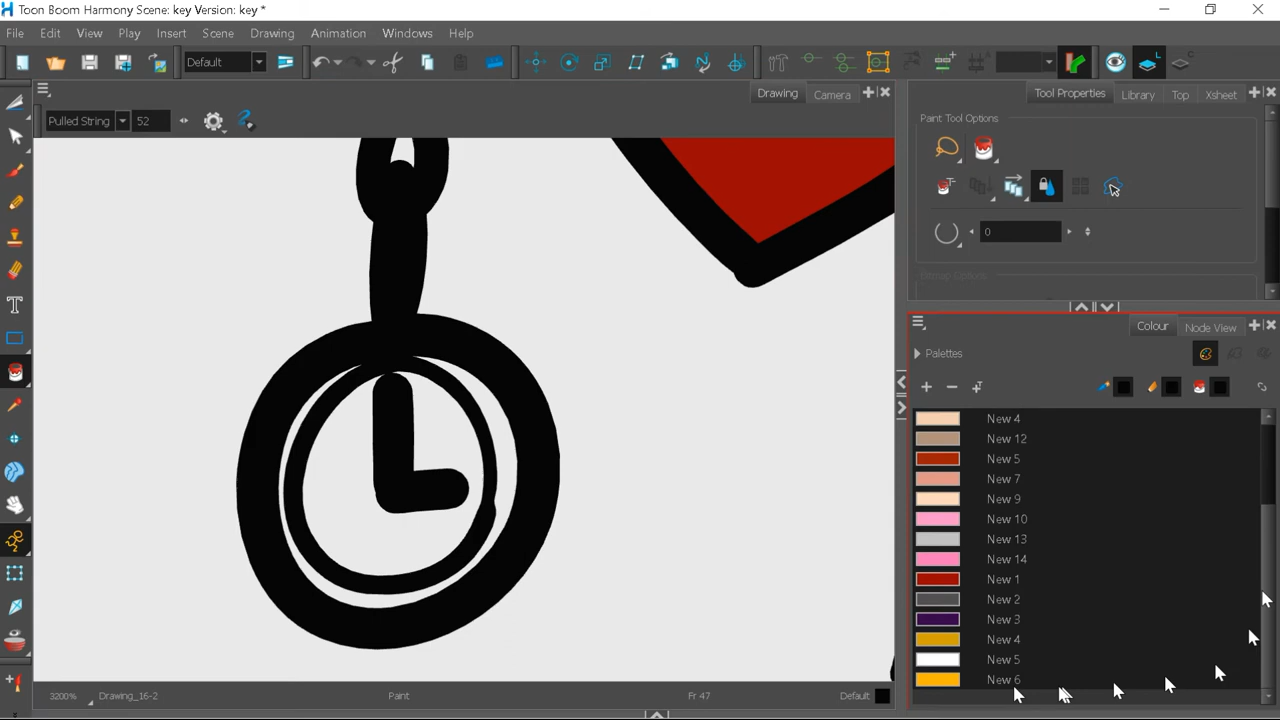 Toon Boom Harmony Scene: key Version: key *
File Edit View Play Insert Scene Drawing Animation Windows Help
Default
Drawing Camera
Tool Properties Library Top Xsheet
Pulled String 52
Paint Tool Options
0
Bitmap Options
Colour Node View
Palettes
New 4
New 12
New 5
New 7
New 9
New 10
New 13
New 14
New 1
New 2
New 3
New 4
New 5
New 6
3200% Drawing_16-2 Paint Fr 47 Default